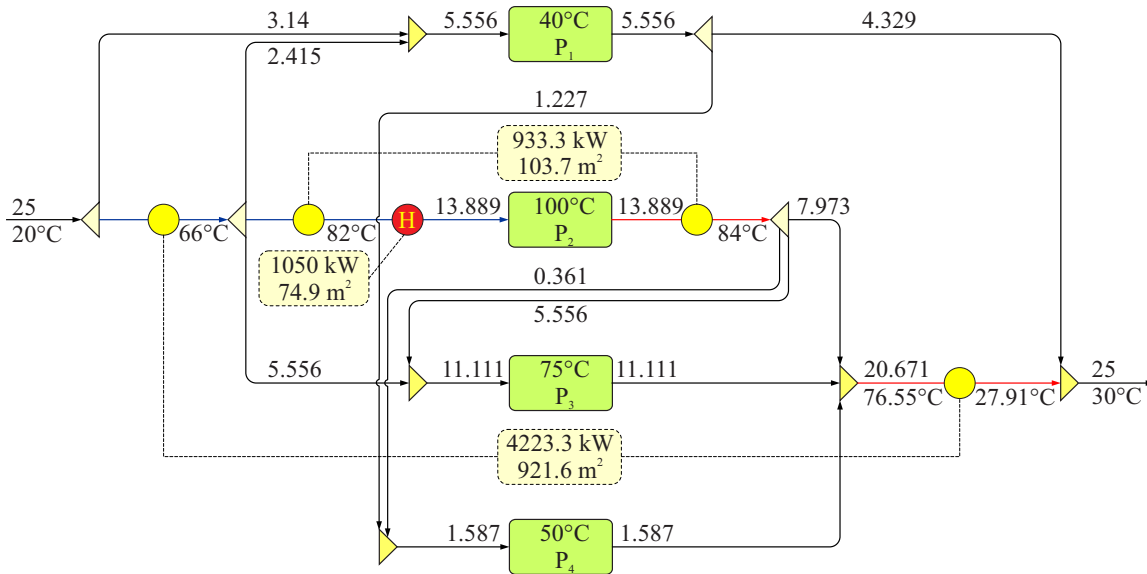 3.14
2.415
5.556
40°C
P₁
5.556
4.329
1.227
933.3 kW
103.7 m²
25
20°C
66°C
82°C
H
13.889
100°C
P₂
13.889
84°C
7.973
1050 kW
74.9 m²
0.361
5.556
5.556
11.111
75°C
P₃
11.111
20.671
76.55°C
27.91°C
25
30°C
4223.3 kW
921.6 m²
1.587
50°C
P₄
1.587